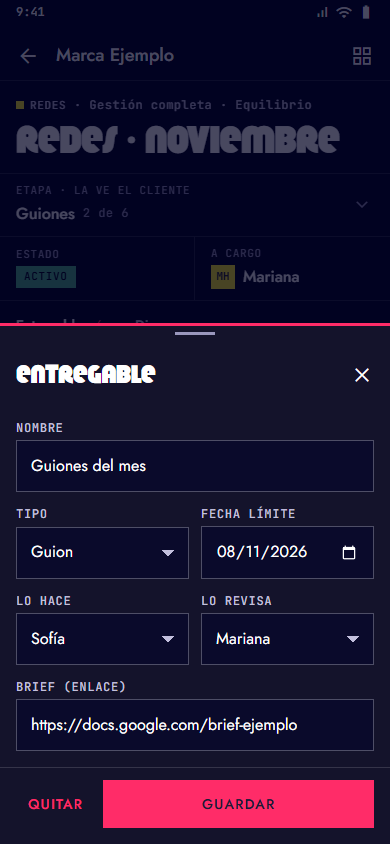 9:41
Marca Ejemplo
REDES · Gestión completa · Equilibrio
REDES · NOVIEMBRE
ETAPA · LA VE EL CLIENTE
Guiones 2 de 6
ESTADO
A CARGO
ACTIVO
MH Mariana
ENTREGABLE
NOMBRE
Guiones del mes
TIPO
FECHA LÍMITE
Guion
08/11/2026
LO HACE
LO REVISA
Sofía
Mariana
BRIEF (ENLACE)
https://docs.google.com/brief-ejemplo
QUITAR
GUARDAR